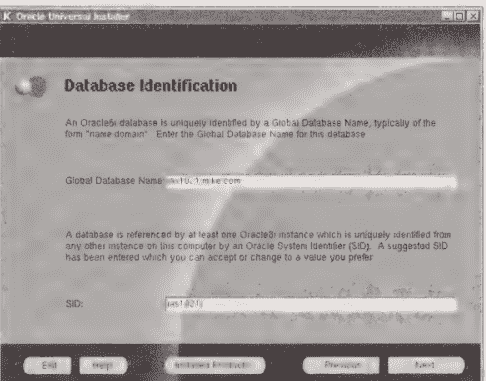 Oracle Universal Installer
Database Identification
An Oracle8i database is uniquely identified by a Global Database Name, typically of the
form "name.domain". Enter the Global Database Name for this database
Global Database Name
A database is referenced by at least one Oracle8i instance which is uniquely identified from
any other instance on this computer by an Oracle System Identifier (SID). A suggested SID
has been entered which you can accept or change to a value you prefer
SID:
Exit Help Installed Products Previous Next